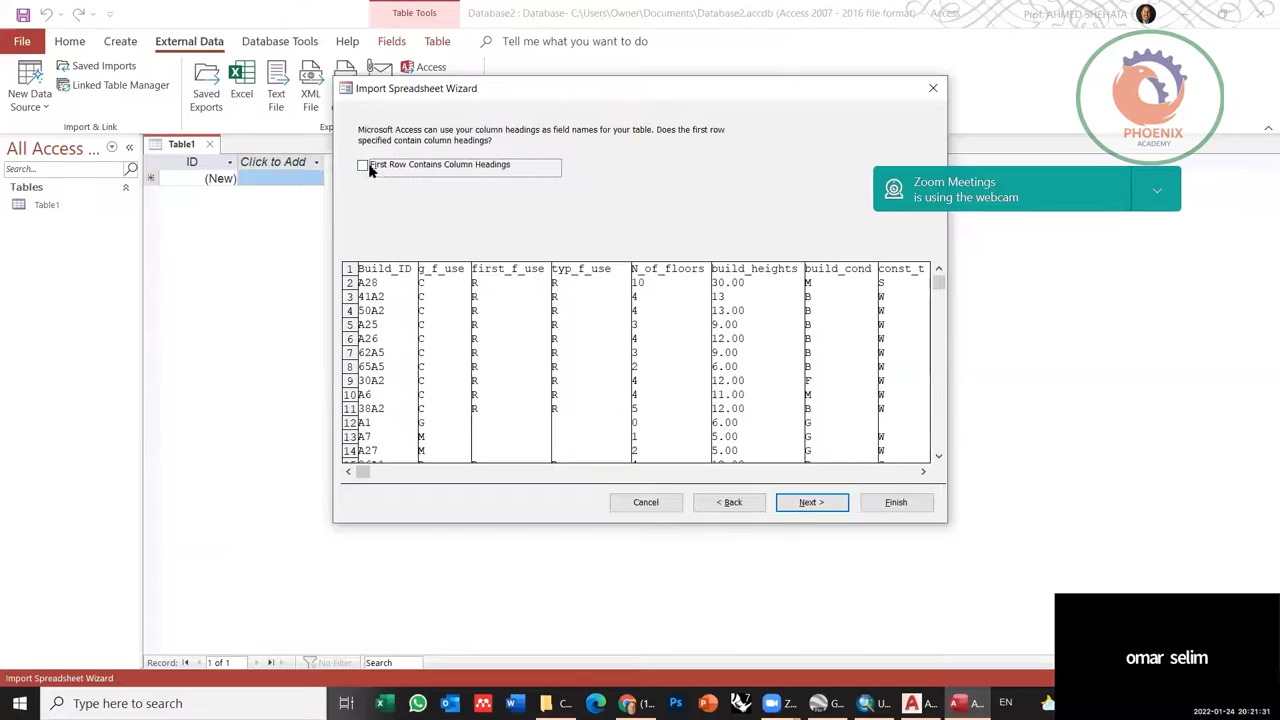 Table Tools
Database2 : Database- C:\Users\Owner\Documents\Database2.accdb (Access 2007 - 2016 file format) - Access
Prof. AHMED SHEHATA
File
Home
Create
External Data
Database Tools
Help
Fields
Table
Tell me what you want to do
New Data
Source
Saved Imports
Linked Table Manager
Import & Link
Saved
Exports
Excel
Text
File
XML
File
Access
PHOENIX
ACADEMY
All Access ...
Search...
Tables
Table1
Table1
ID
Click to Add
(New)
Import Spreadsheet Wizard
Microsoft Access can use your column headings as field names for your table. Does the first row
specified contain column headings?
First Row Contains Column Headings
Zoom Meetings
is using the webcam
1 Build_ID g_f_use first_f_use typ_f_use N_of_floors build_heights build_cond const_t
2 A28 C R R 10 30.00 M S
3 41A2 C R R 4 13 B W
4 50A2 C R R 4 13.00 B W
5 A25 C R R 3 9.00 B W
6 A26 C R R 4 12.00 B W
7 62A5 C R R 3 9.00 B W
8 65A5 C R R 2 6.00 B W
9 30A2 C R R 4 12.00 F W
10 A6 C R R 4 11.00 M W
11 38A2 C R R 5 12.00 B W
12 A1 G 0 6.00 G
13 A7 M 1 5.00 G W
14 A27 M 2 5.00 G W
Cancel
< Back
Next >
Finish
omar selim
Record:
1 of 1
No Filter
Search
Import Spreadsheet Wizard
Type here to search
C...
(1...
Z...
G...
U...
A...
A...
EN
2022-01-24 20:21:31